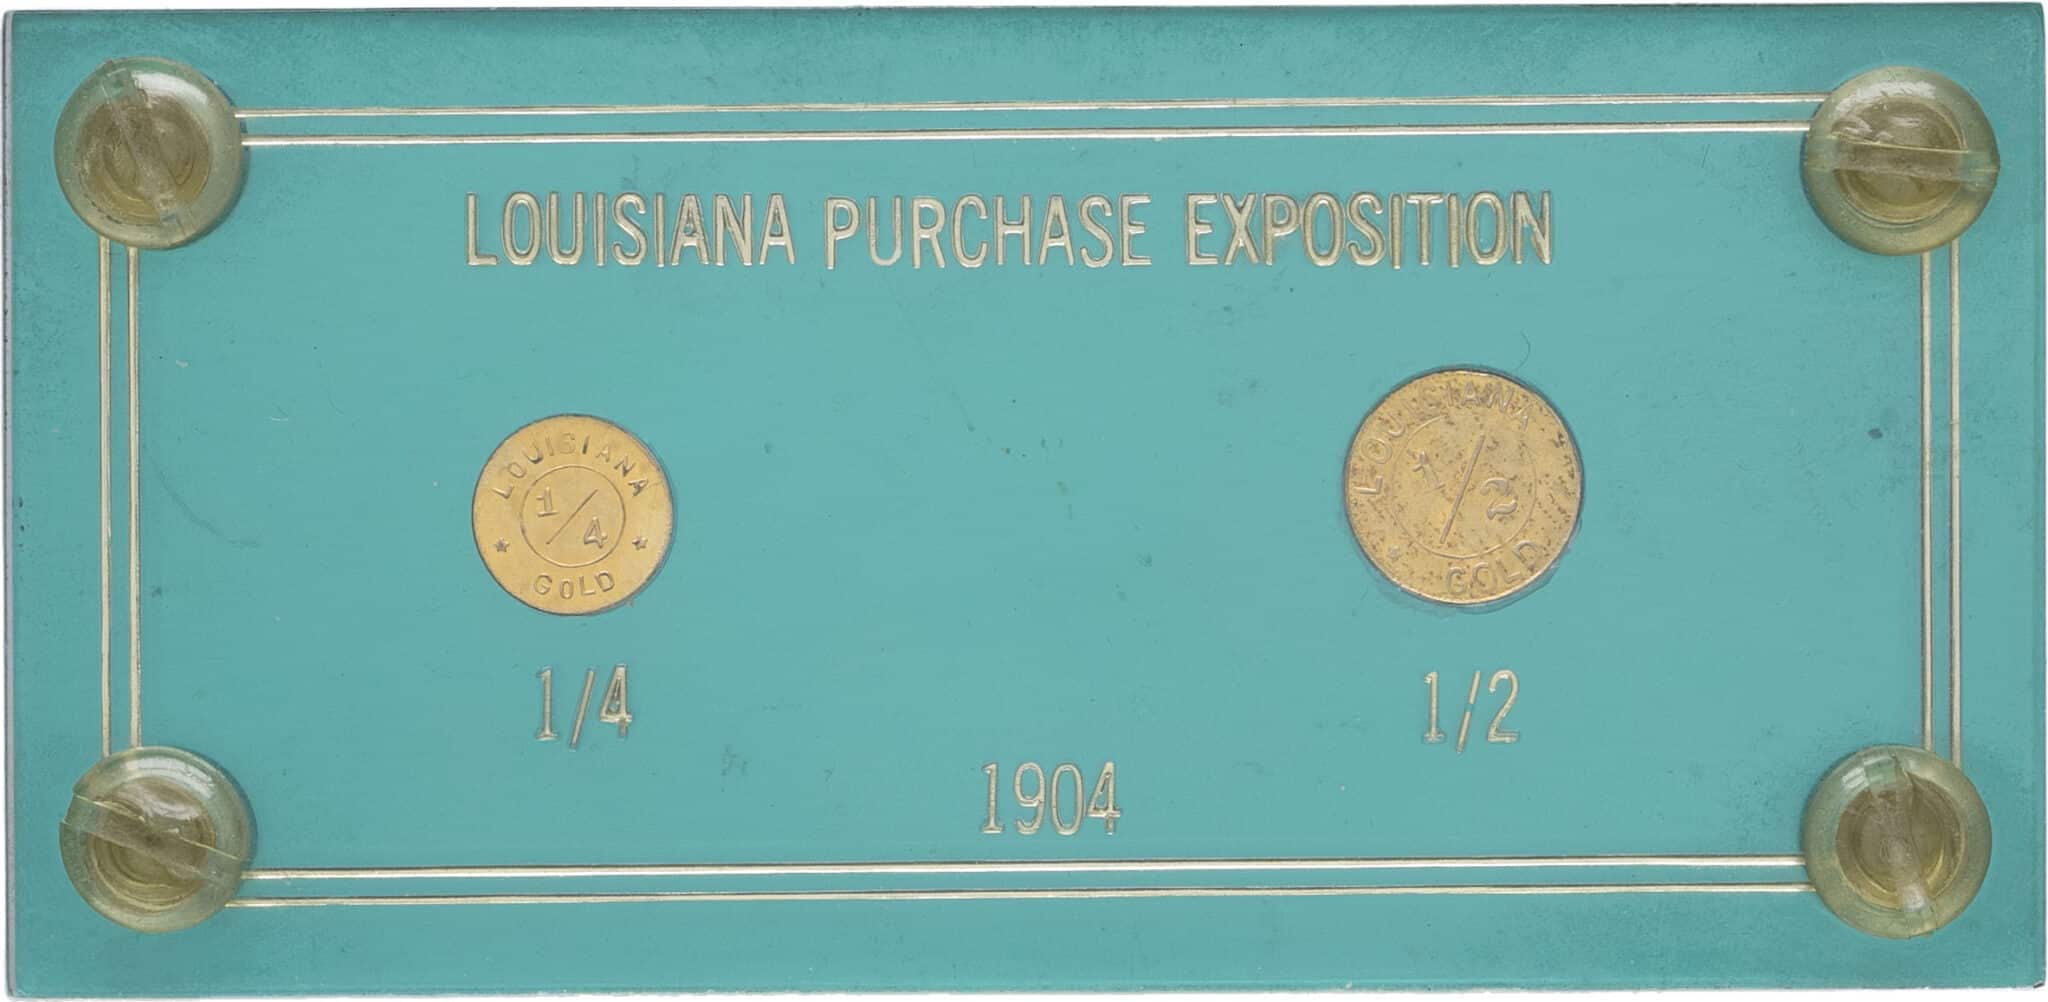 LOUISIANA PURCHASE EXPOSITION
LOUISIANA
1/4
GOLD
LOUISIANA
1/2
GOLD
1/4
1/2
1904